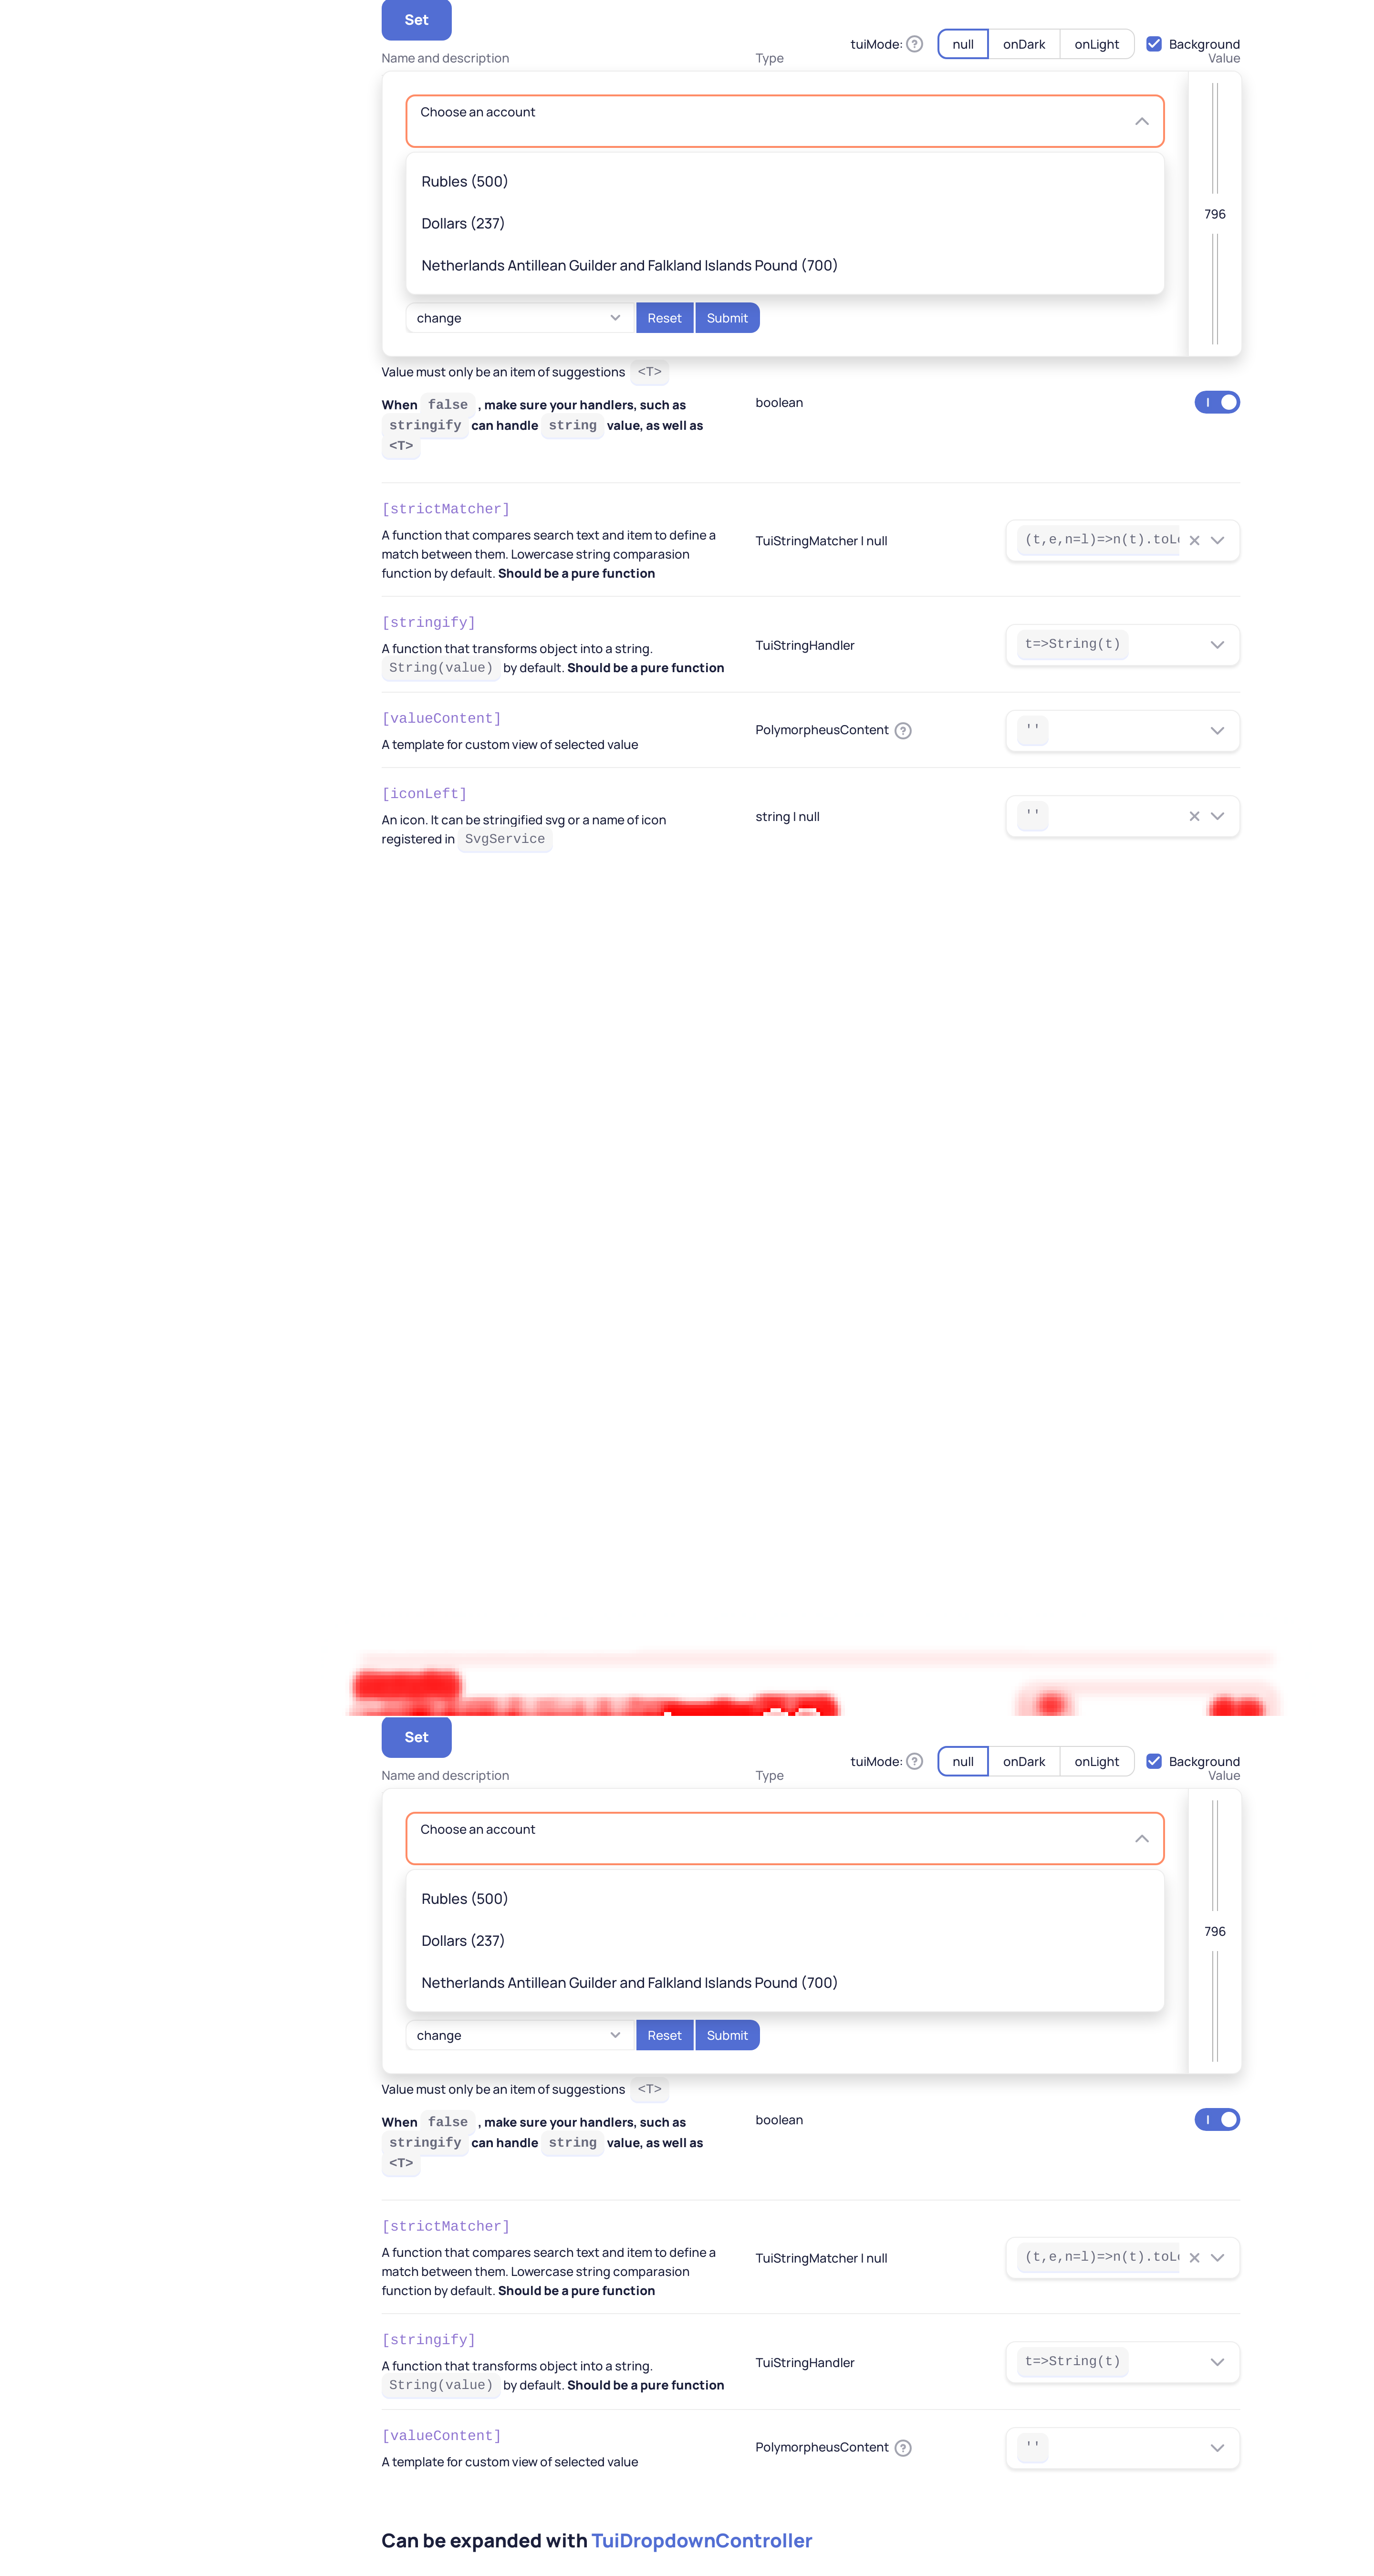 Set
tuiMode: null onDark onLight Background
Name and description Type Value
Choose an account
Rubles (500)
796
Dollars (237)
Netherlands Antillean Guilder and Falkland Islands Pound (700)
change Reset Submit
Value must only be an item of suggestions <T>
When false , make sure your handlers, such as
boolean
stringify can handle string value, as well as
<T>
[strictMatcher]
A function that compares search text and item to define a
match between them. Lowercase string comparasion
function by default. Should be a pure function
TuiStringMatcher | null
(t,e,n=l)=>n(t).toL
[stringify]
A function that transforms object into a string.
String(value) by default. Should be a pure function
TuiStringHandler
t=>String(t)
[valueContent]
A template for custom view of selected value
PolymorpheusContent
''
[iconLeft]
An icon. It can be stringified svg or a name of icon
registered in SvgService
string | null
''
Set
tuiMode: null onDark onLight Background
Name and description Type Value
Choose an account
Rubles (500)
796
Dollars (237)
Netherlands Antillean Guilder and Falkland Islands Pound (700)
change Reset Submit
Value must only be an item of suggestions <T>
When false , make sure your handlers, such as
boolean
stringify can handle string value, as well as
<T>
[strictMatcher]
A function that compares search text and item to define a
match between them. Lowercase string comparasion
function by default. Should be a pure function
TuiStringMatcher | null
(t,e,n=l)=>n(t).toL
[stringify]
A function that transforms object into a string.
String(value) by default. Should be a pure function
TuiStringHandler
t=>String(t)
[valueContent]
A template for custom view of selected value
PolymorpheusContent
''
Can be expanded with TuiDropdownController